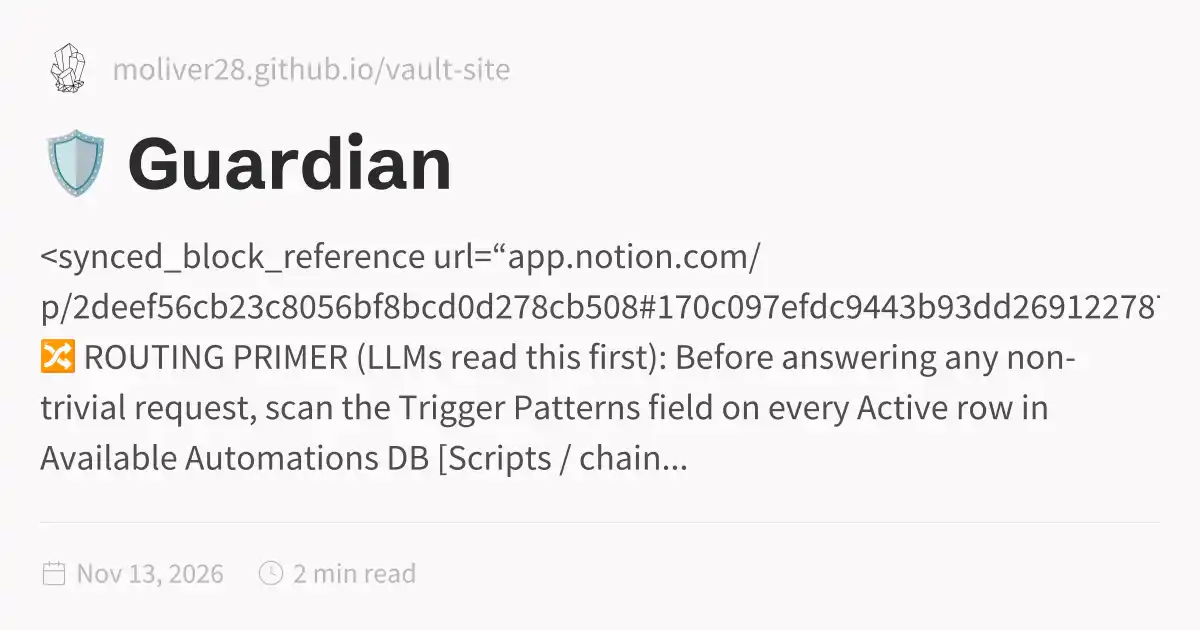 moliver28.github.io/vault-site
🛡️ Guardian
<synced_block_reference url=“app.notion.com/
p/2deef56cb23c8056bf8bcd0d278cb508#170c097efdc9443b93dd26912278
🔀 ROUTING PRIMER (LLMs read this first): Before answering any non-
trivial request, scan the Trigger Patterns field on every Active row in
Available Automations DB [Scripts / chain...
Nov 13, 2026 2 min read